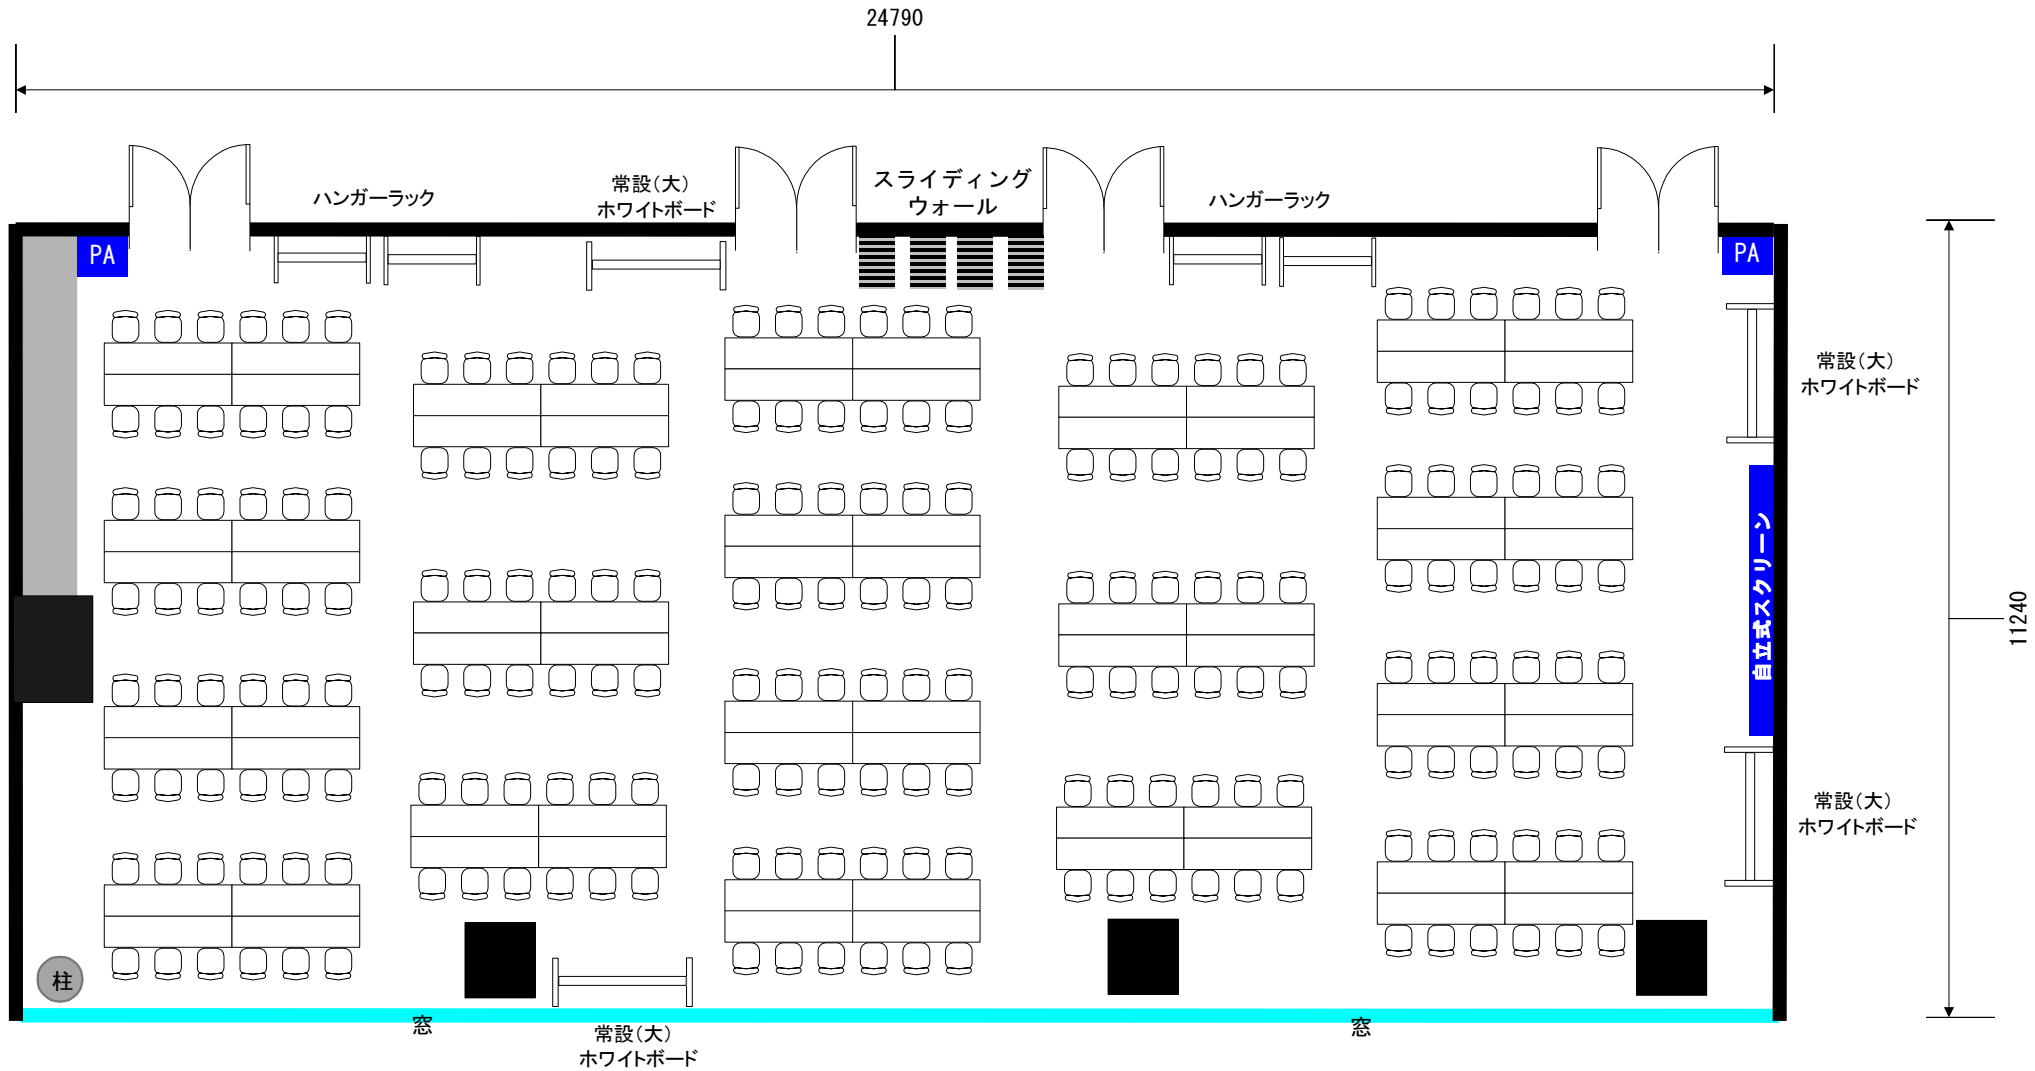 24790
ハンガーラック
常設(大)
ホワイトボード
スライディング
ウォール
ハンガーラック
PA
PA
常設(大)
ホワイトボード
自立式スクリーン
11240
常設(大)
ホワイトボード
柱
窓
常設(大)
ホワイトボード
窓